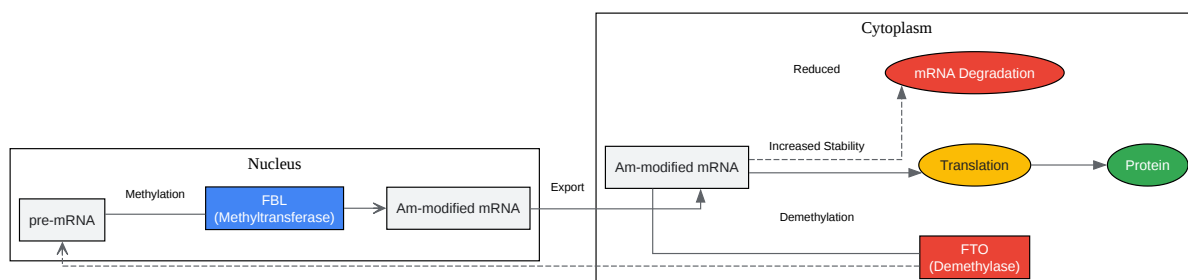 Cytoplasm
Reduced
mRNA Degradation
Nucleus
Methylation
pre-mRNA
FBL
(Methyltransferase)
Am-modified mRNA
Export
Am-modified mRNA
Increased Stability
Translation
Protein
Demethylation
FTO
(Demethylase)